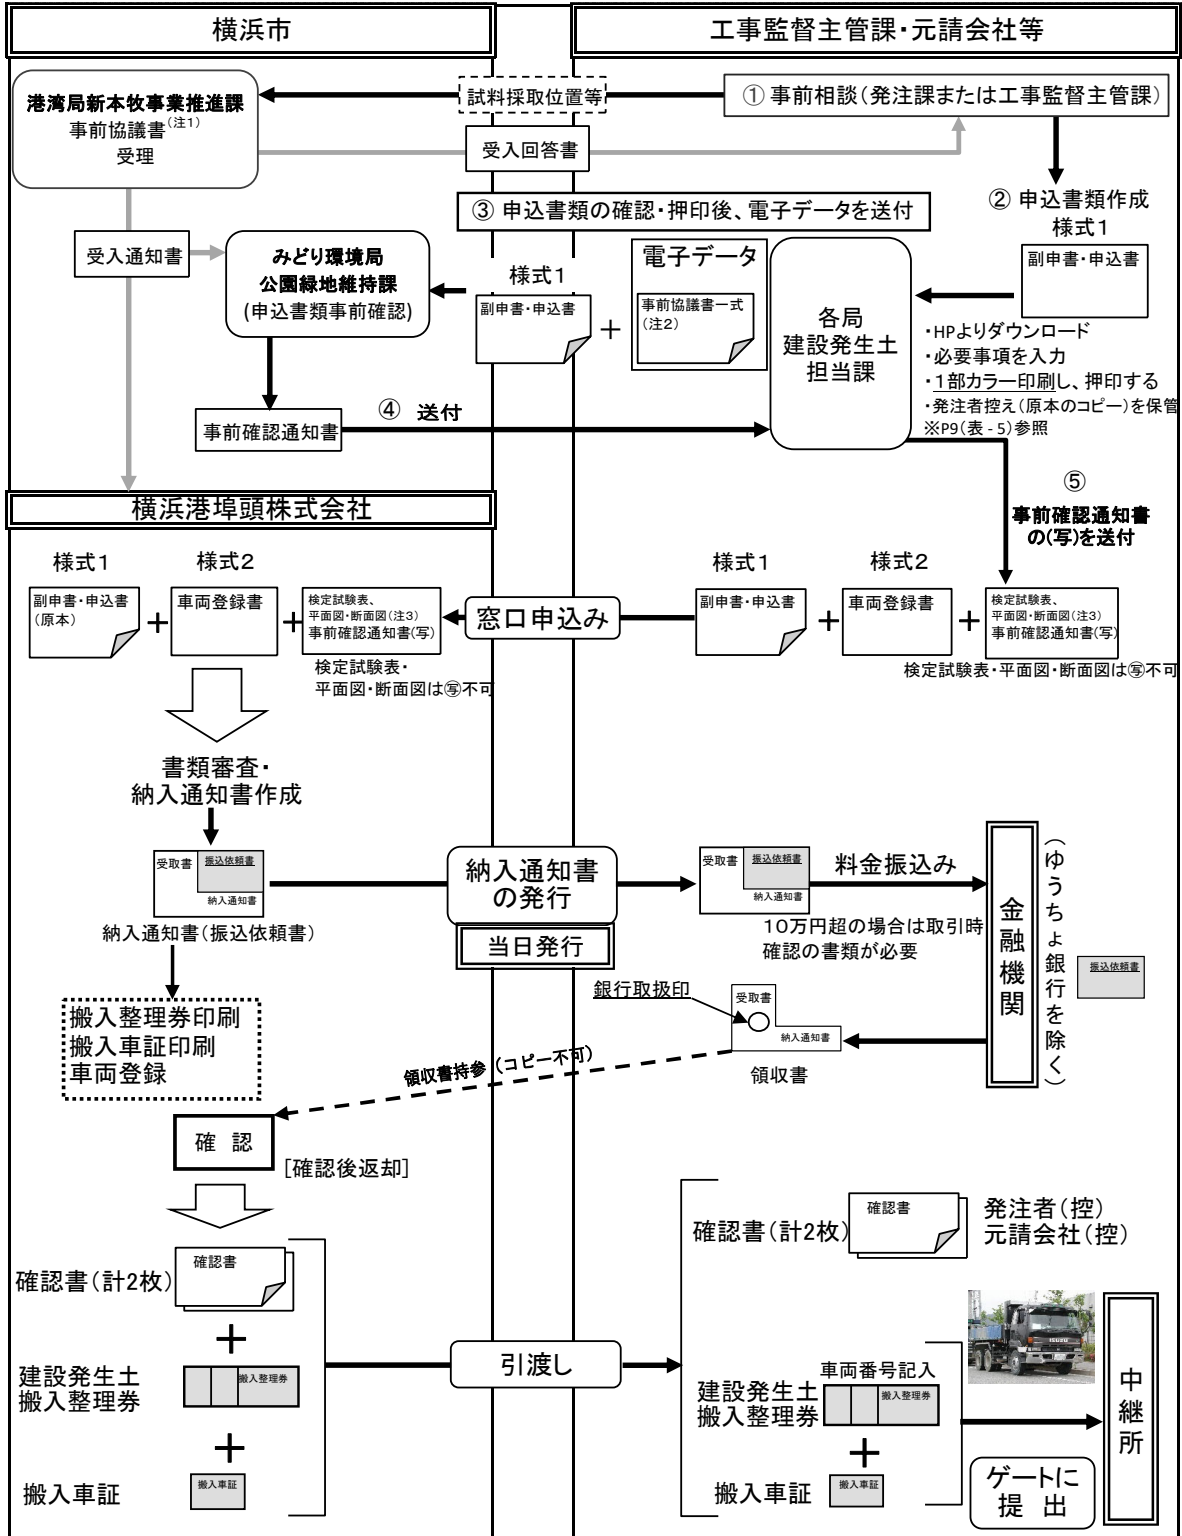 横浜市
工事監督主管課・元請会社等
港湾局新本牧事業推進課
事前協議書(注1)
受理
試料採取位置等
① 事前相談(発注課または工事監督主管課)
受入回答書
③ 申込書類の確認・押印後、電子データを送付
② 申込書類作成
様式1
副申書・申込書
受入通知書
みどり環境局
公園緑地維持課
(申込書類事前確認)
様式1
副申書・申込書
+
電子データ
事前協議書一式
(注2)
各局
建設発生土
担当課
・HPよりダウンロード
・必要事項を入力
・1部カラー印刷し、押印する
・発注者控え(原本のコピー)を保管
※P9(表-5)参照
④ 送付
事前確認通知書
⑤
事前確認通知書
の(写)を送付
横浜港埠頭株式会社
様式1
様式2
副申書・申込書
(原本)
+
車両登録書
+
検定試験表、
平面図・断面図(注3)
事前確認通知書(写)
検定試験表・
平面図・断面図は㊢不可
窓口申込み
様式1
様式2
副申書・申込書
+
車両登録書
+
検定試験表、
平面図・断面図(注3)
事前確認通知書(写)
検定試験表・平面図・断面図は㊢不可
書類審査・
納入通知書作成
受取書
振込依頼書
納入通知書
納入通知書(振込依頼書)
納入通知書
の発行
当日発行
受取書
振込依頼書
納入通知書
料金振込み
10万円超の場合は取引時
確認の書類が必要
金融機関
(ゆうちょ銀行を除く)
振込依頼書
銀行取扱印
受取書
納入通知書
領収書
搬入整理券印刷
搬入車証印刷
車両登録
領収書持参(コピー不可)
確 認
[確認後返却]
確認書(計2枚)
確認書
+
建設発生土
搬入整理券
搬入整理券
+
搬入車証
搬入車証
引渡し
確認書(計2枚)
確認書
発注者(控)
元請会社(控)
ISUZU
車両番号記入
建設発生土
搬入整理券
搬入整理券
+
搬入車証
搬入車証
中継所
ゲートに
提 出